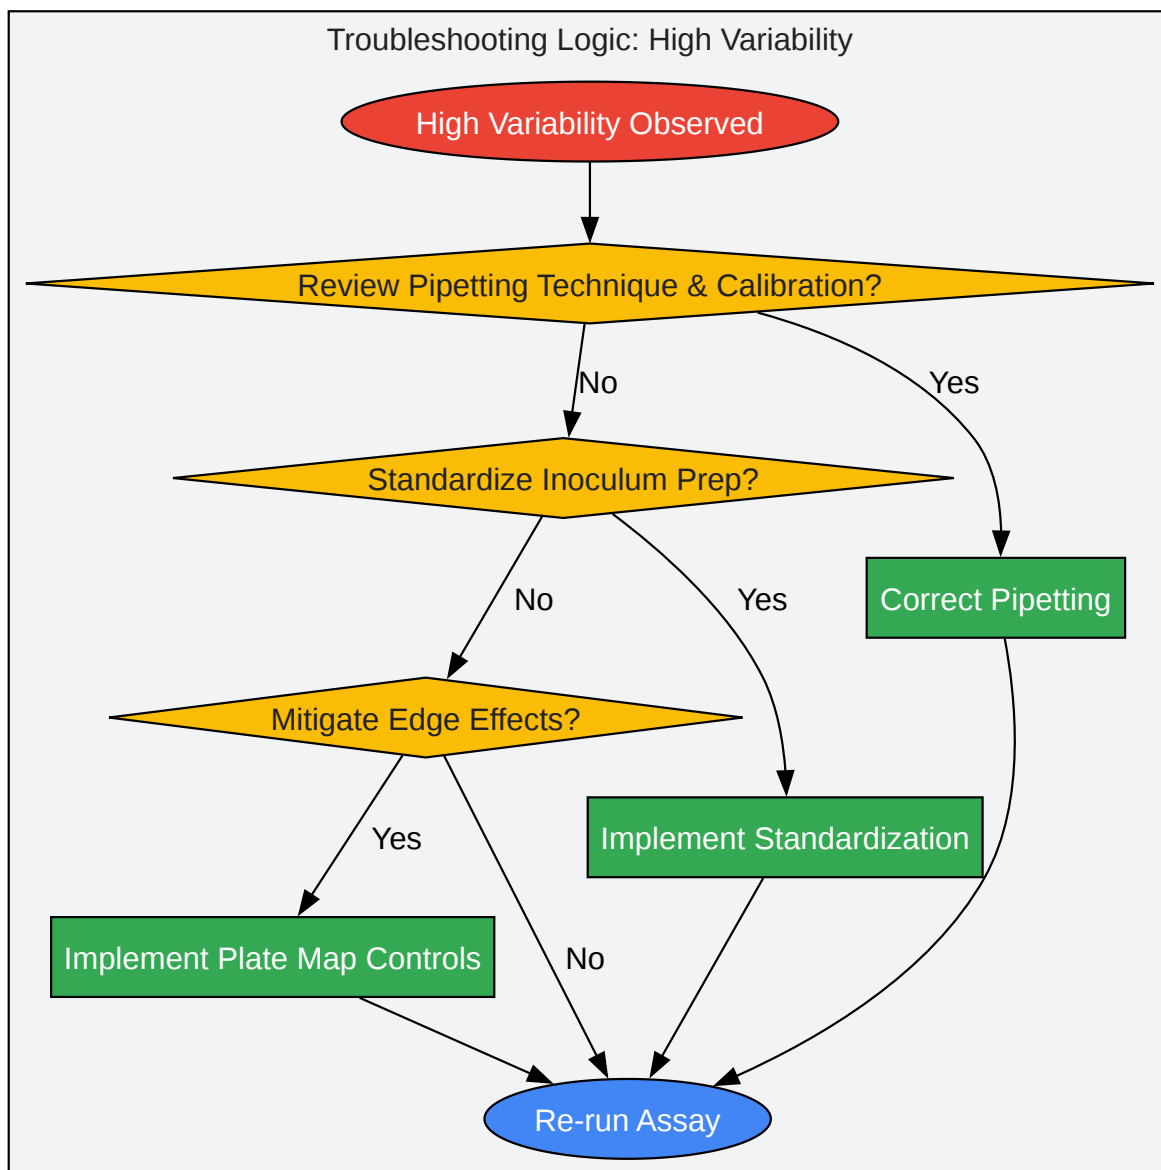 Troubleshooting Logic: High Variability
High Variability Observed
Review Pipetting Technique & Calibration?
No
Yes
Standardize Inoculum Prep?
No
Yes
Correct Pipetting
Mitigate Edge Effects?
Yes
Implement Standardization
Implement Plate Map Controls
No
Re-run Assay